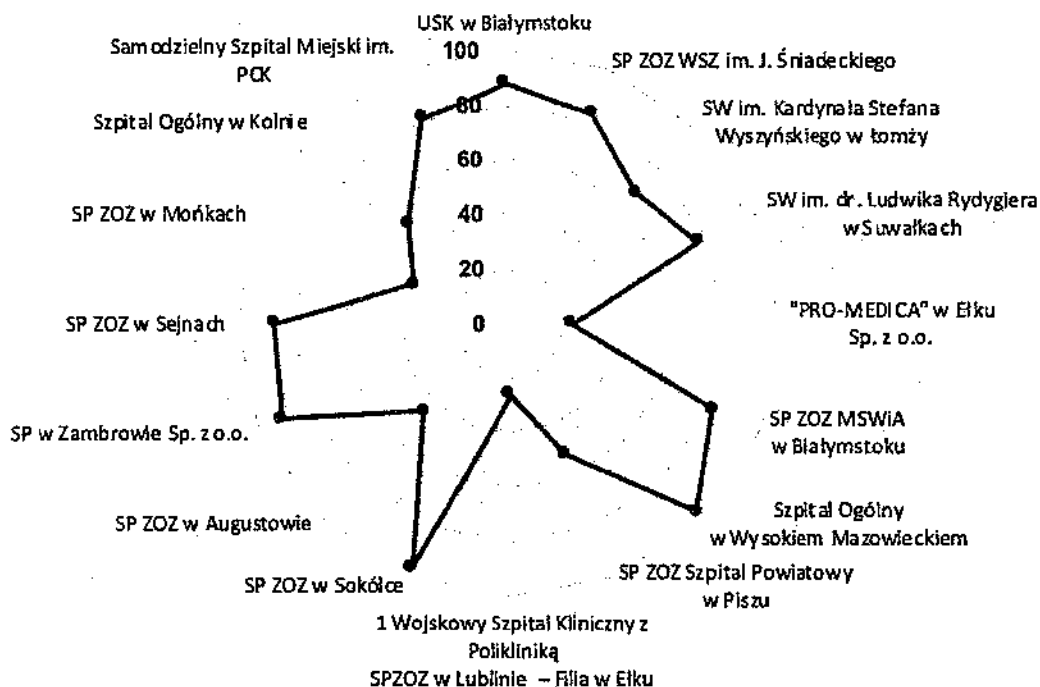 USK w Białymstoku
100
80
60
40
20
0
SP ZOZ WSZ im. J. Śniadeckiego
SW im. Kardynała Stefana
Wyszyńskiego w Łomży
SW im. dr. Ludwika Rydygiera
w Suwałkach
"PRO-MEDICA" w Ełku
Sp. z o.o.
SP ZOZ MSWiA
w Białymstoku
Szpital Ogólny
w Wysokiem Mazowieckiem
SP ZOZ Szpital Powiatowy
w Piszu
1 Wojskowy Szpital Kliniczny z
Polikliniką
SPZOZ w Lubilinie – Filia w Ełku
SP ZOZ w Sokółce
SP ZOZ w Augustowie
SP w Zambrowie Sp. z o.o.
SP ZOZ w Sejnach
SP ZOZ w Mońkach
Szpital Ogólny w Kolnie
Samodzielny Szpital Miejski im.
PCK